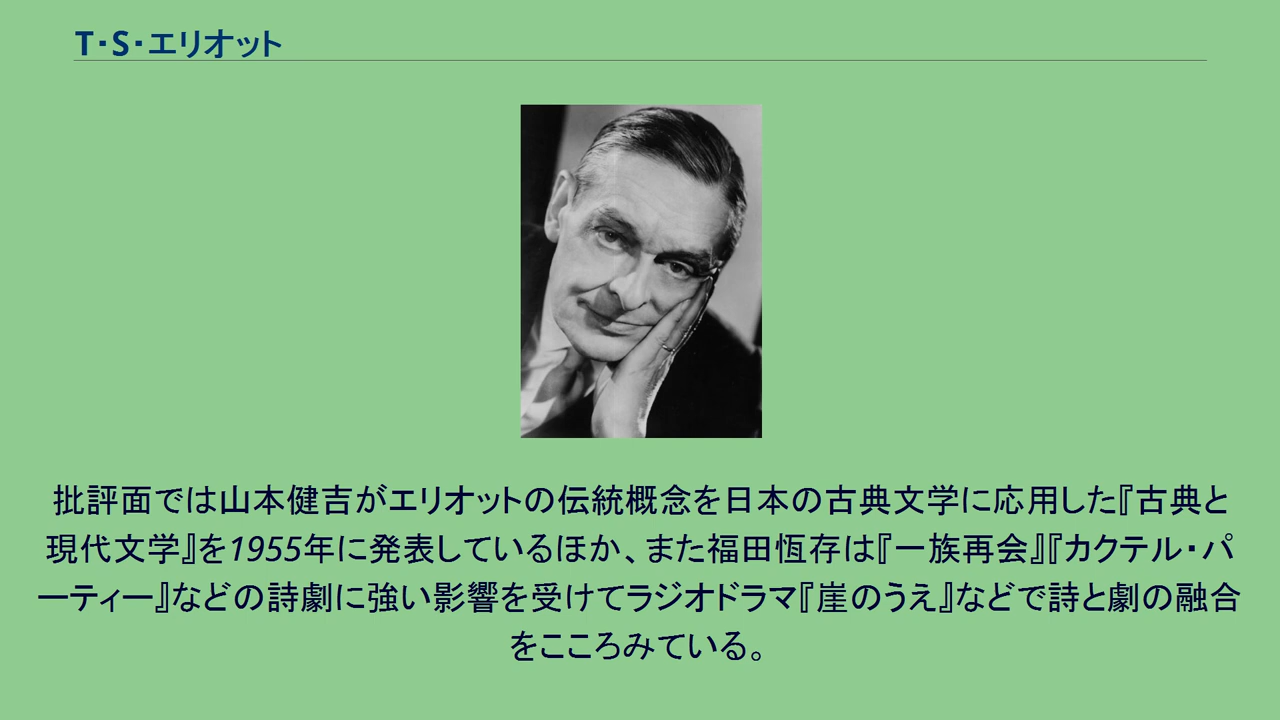 T・S・エリオット
批評面では山本健吉がエリオットの伝統概念を日本の古典文学に応用した『古典と
現代文学』を1955年に発表しているほか、また福田恆存は『一族再会』『カクテル・パ
ーティー』などの詩劇に強い影響を受けてラジオドラマ『崖のうえ』などで詩と劇の融合
をこころみている。